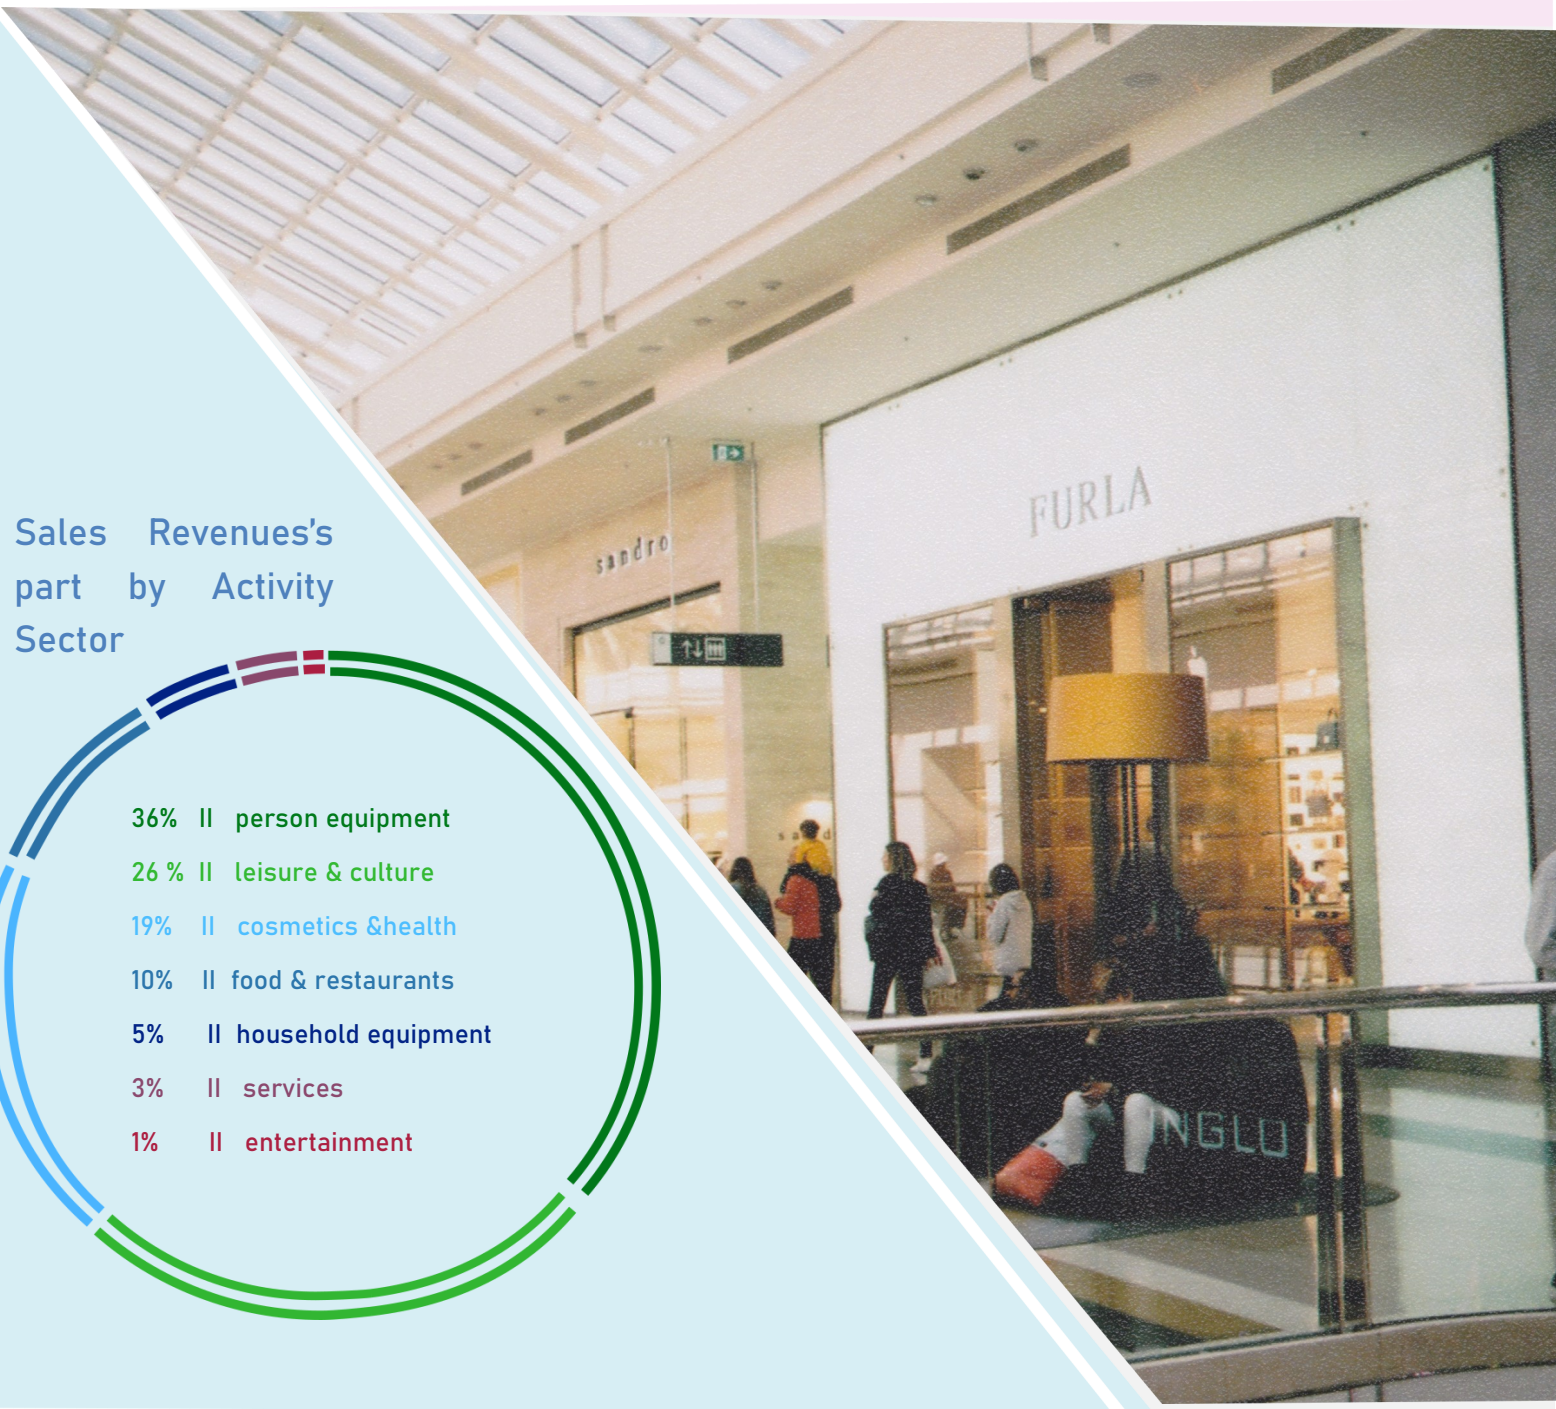 Sales Revenues's
part by Activity
Sector
36% II person equipment
26 % II leisure & culture
19% II cosmetics &health
10% II food & restaurants
5% II household equipment
3% II services
1% II entertainment
FURLA
sandro
INGLO